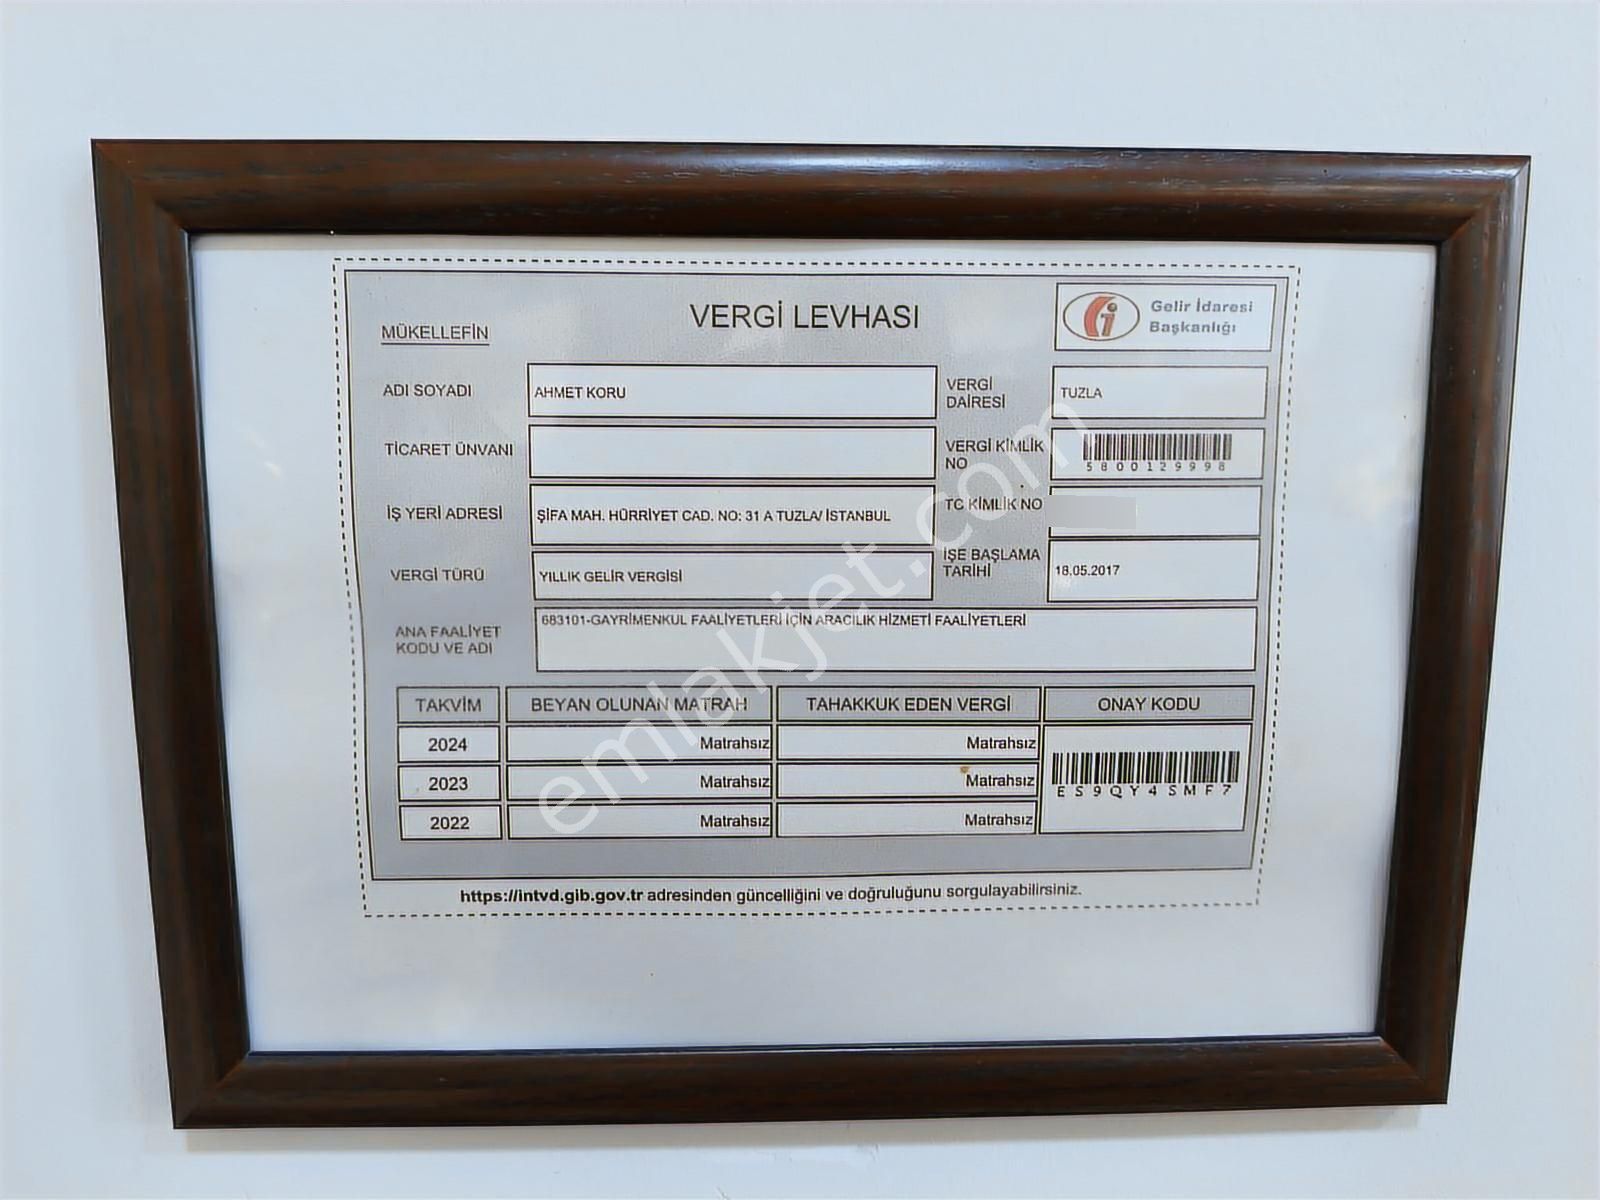 VERGİ LEVHASI
Gelir İdaresi
Başkanlığı
MÜKELLEFİN
ADI SOYADI
AHMET KORU
VERGİ
DAİRESİ
TUZLA
TİCARET ÜNVANI
VERGİ KİMLİK
NO
5800129998
İŞ YERİ ADRESİ
ŞİFA MAH. HÜRRİYET CAD. NO: 31 A TUZLA/ İSTANBUL
TC KİMLİK NO
VERGİ TÜRÜ
YILLIK GELİR VERGİSİ
İŞE BAŞLAMA
TARİHİ
18.05.2017
ANA FAALİYET
KODU VE ADI
683101-GAYRİMENKUL FAALİYETLERİ İÇİN ARACILIK HİZMETİ FAALİYETLERİ
TAKVİM BEYAN OLUNAN MATRAH TAHAKKUK EDEN VERGİ ONAY KODU
2024 Matrahsız Matrahsız
2023 Matrahsız Matrahsız
ES9QY4SMF7
2022 Matrahsız Matrahsız
https://intvd.gib.gov.tr adresinden güncelliğini ve doğruluğunu sorgulayabilirsiniz.
emlakjet.com